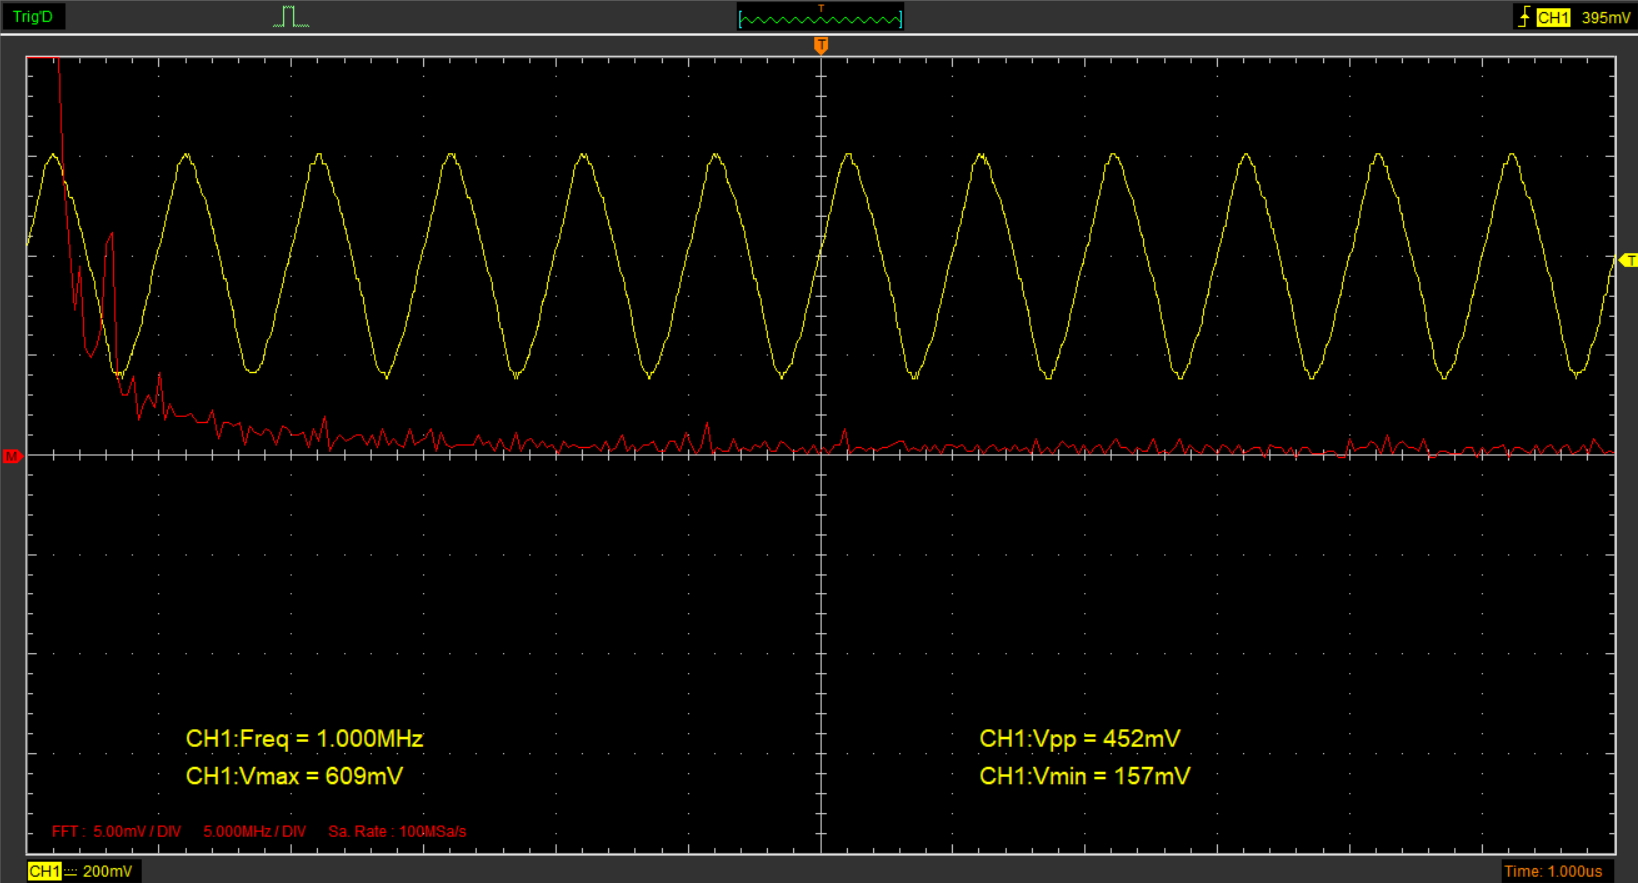 Trig'D
T
CH1 395mV
T
T
M
CH1:Freq = 1.000MHz
CH1:Vpp = 452mV
CH1:Vmax = 609mV
CH1:Vmin = 157mV
FFT : 5.00mV / DIV 5.000MHz / DIV Sa. Rate : 100MSa/s
CH1 200mV
Time: 1.000us